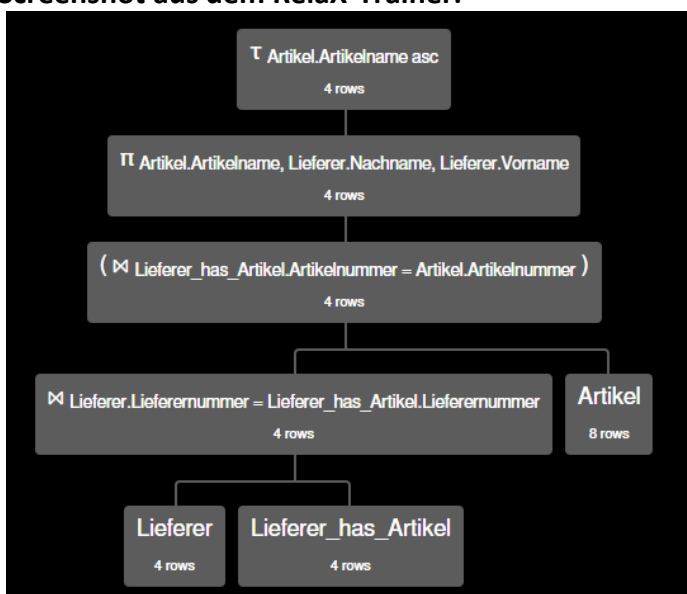 Screenshot aus dem RelaX-Trainer:
τ Artikel.Artikelname asc
4 rows
π Artikel.Artikelname, Lieferer.Nachname, Lieferer.Vorname
4 rows
( ⋈ Lieferer_has_Artikel.Artikelnummer = Artikel.Artikelnummer )
4 rows
⋈ Lieferer.Lieferernummer = Lieferer_has_Artikel.Lieferernummer
4 rows
Artikel
8 rows
Lieferer
4 rows
Lieferer_has_Artikel
4 rows